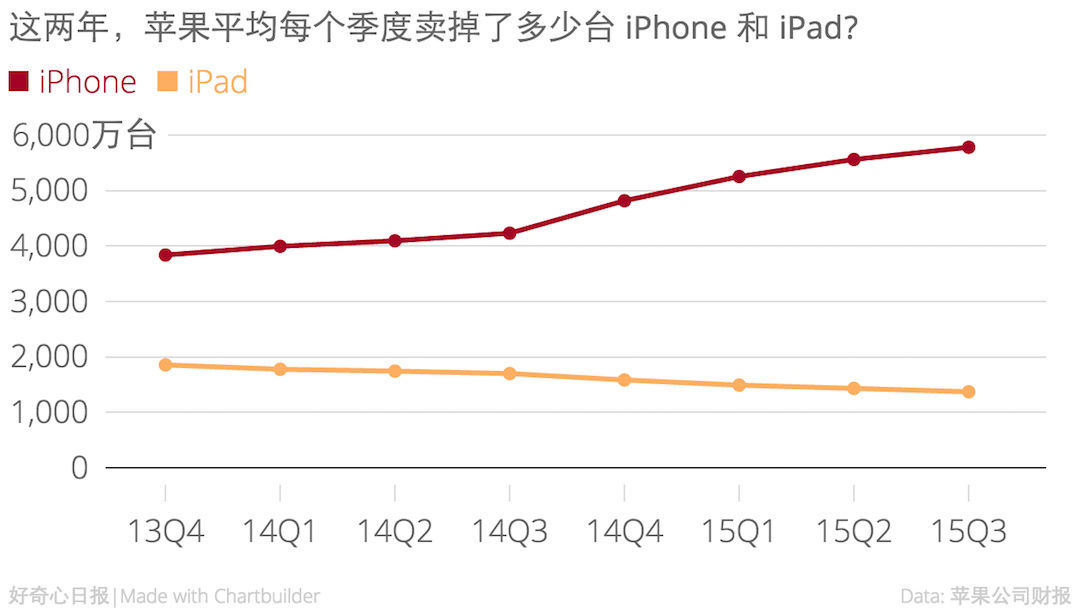 这两年，苹果平均每个季度卖掉了多少台 iPhone 和 iPad?
iPhone iPad
6,000万台
5,000
4,000
3,000
2,000
1,000
0
13Q4 14Q1 14Q2 14Q3 14Q4 15Q1 15Q2 15Q3
好奇心日报|Made with Chartbuilder Data: 苹果公司财报